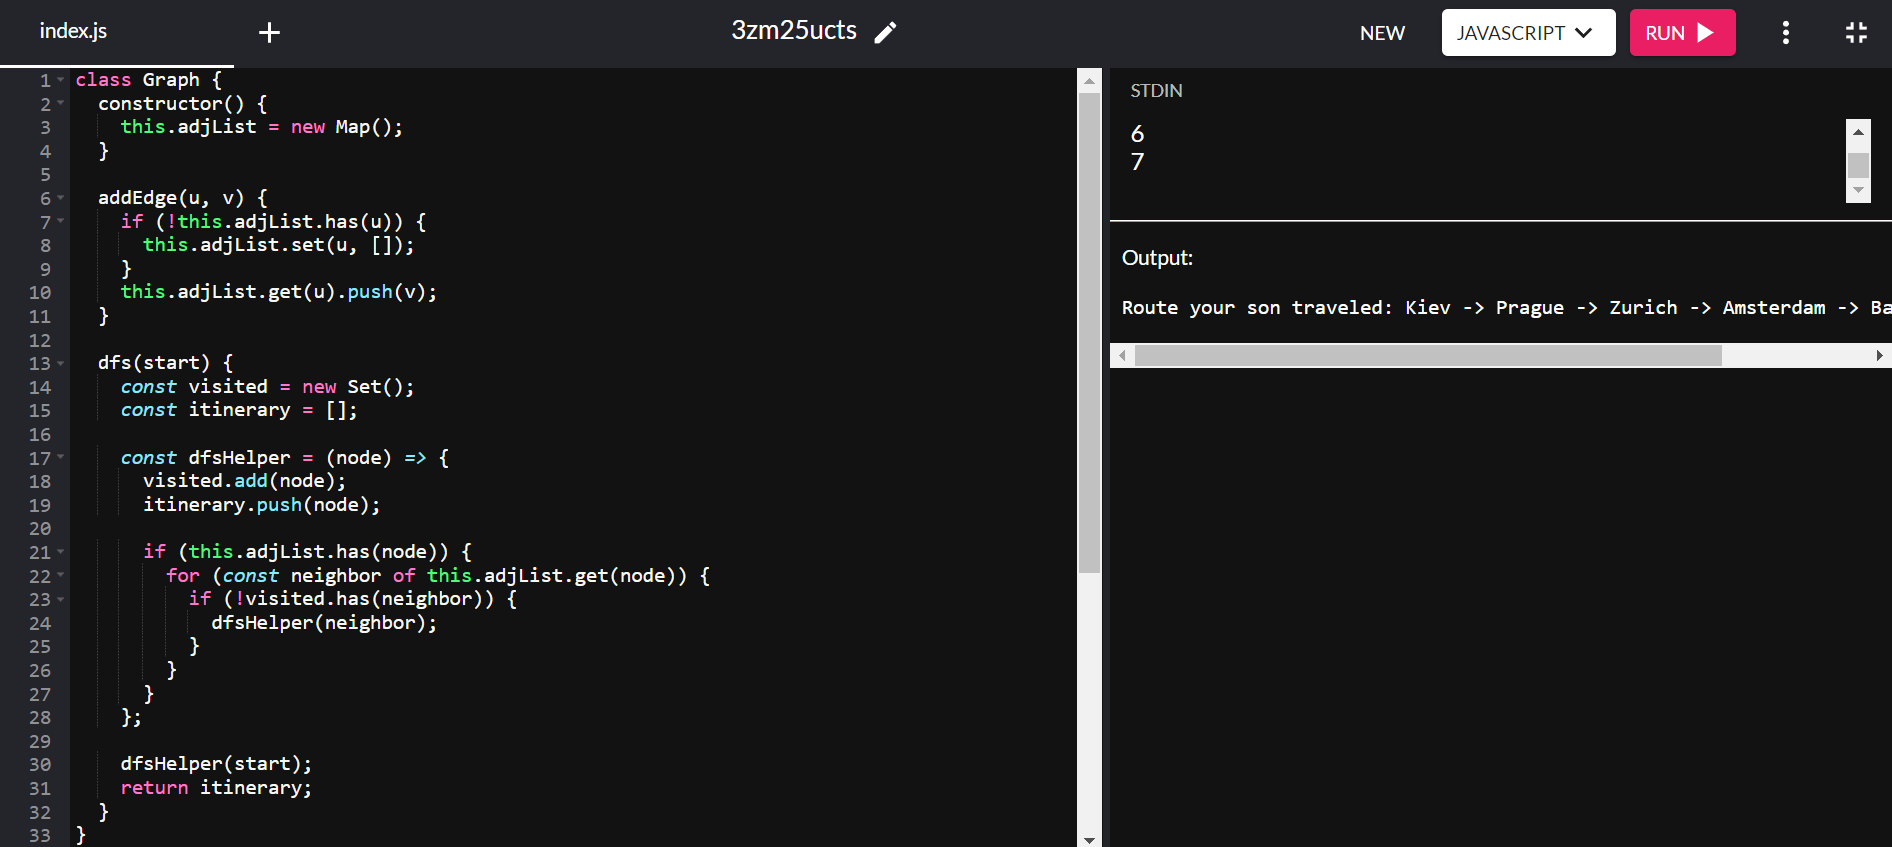 index.js
+
3zm25ucts
NEW
JAVASCRIPT
RUN
1 class Graph {
2   constructor() {
3     this.adjList = new Map();
4   }
5
6   addEdge(u, v) {
7     if (!this.adjList.has(u)) {
8       this.adjList.set(u, []);
9     }
10     this.adjList.get(u).push(v);
11   }
12
13   dfs(start) {
14     const visited = new Set();
15     const itinerary = [];
16
17     const dfsHelper = (node) => {
18       visited.add(node);
19       itinerary.push(node);
20
21       if (this.adjList.has(node)) {
22         for (const neighbor of this.adjList.get(node)) {
23           if (!visited.has(neighbor)) {
24             dfsHelper(neighbor);
25           }
26         }
27       }
28     };
29
30     dfsHelper(start);
31     return itinerary;
32   }
33 }
STDIN
6
7
Output:
Route your son traveled: Kiev -> Prague -> Zurich -> Amsterdam -> Ba